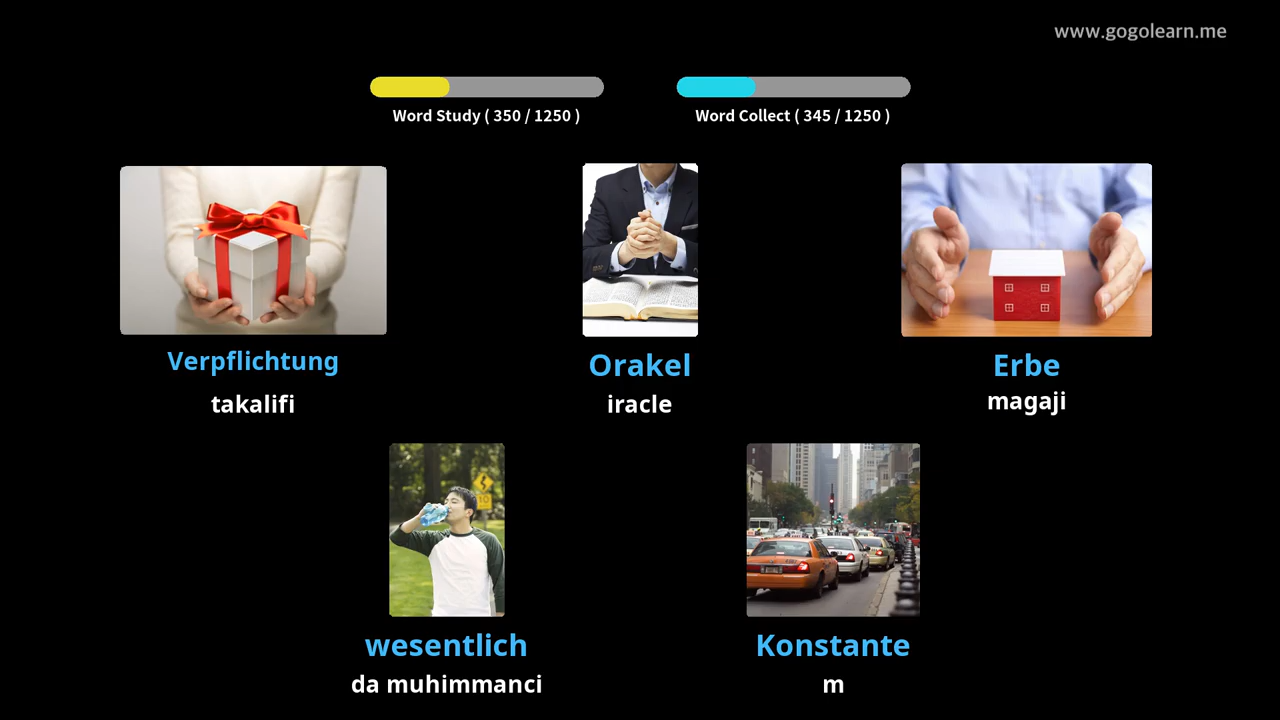 www.gogolearn.me
Word Study ( 350 / 1250 )
Word Collect ( 345 / 1250 )
Verpflichtung
takalifi
Orakel
iracle
Erbe
magaji
wesentlich
da muhimmanci
Konstante
m